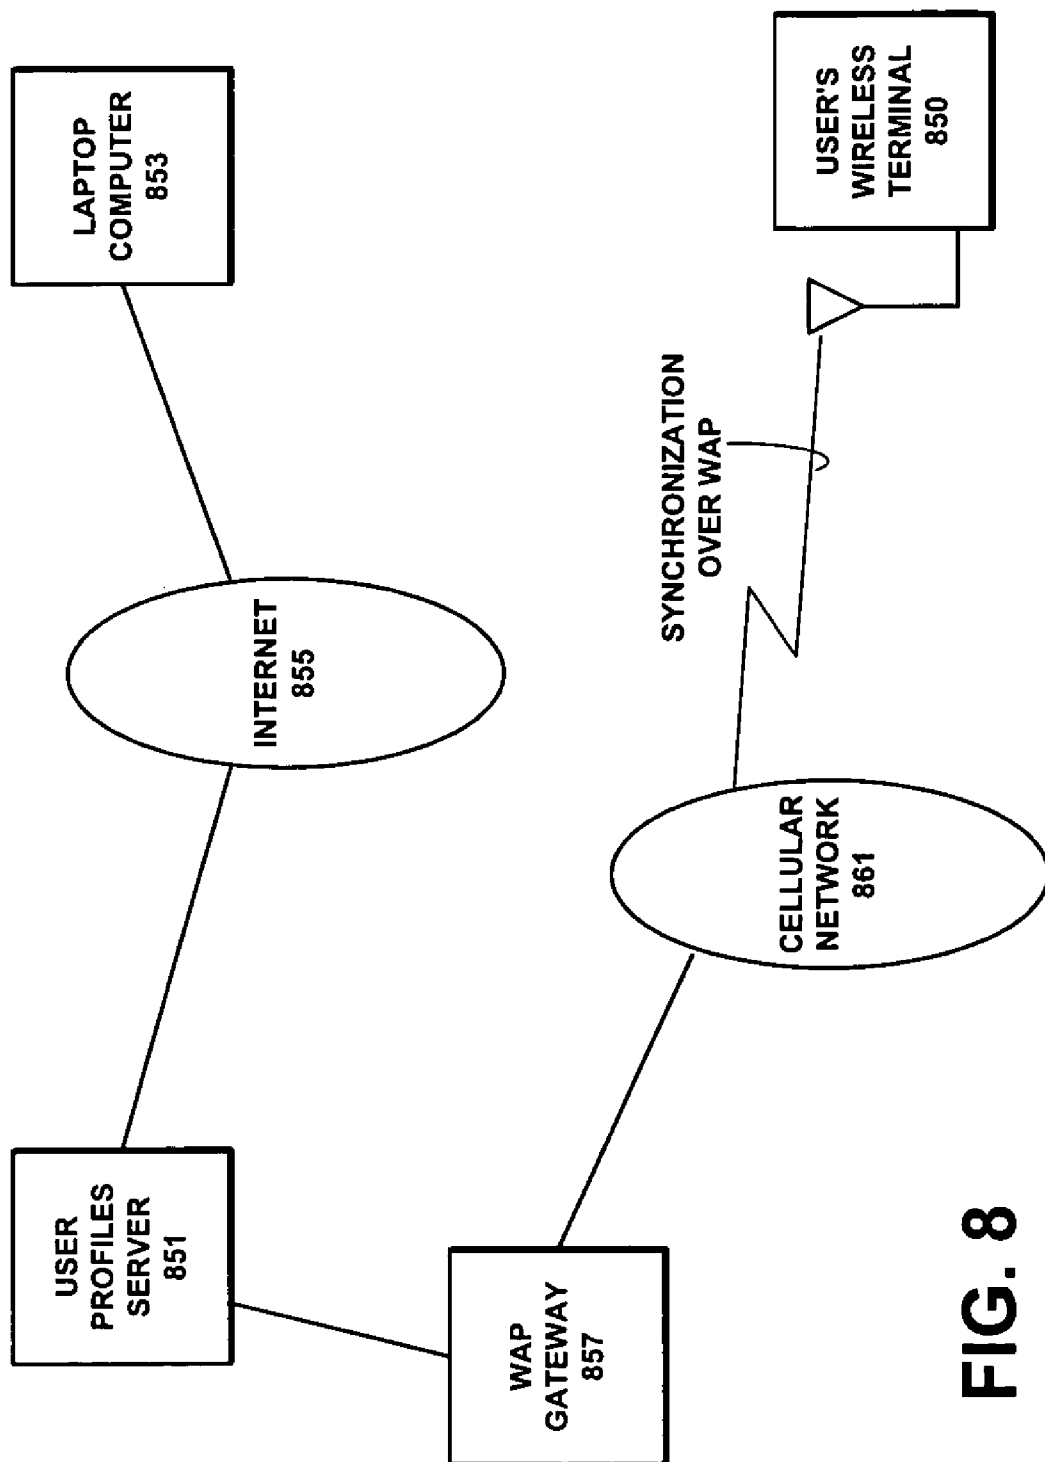 USER
PROFILES
SERVER
851
INTERNET
855
LAPTOP
COMPUTER
853
WAP
GATEWAY
857
CELLULAR
NETWORK
861
SYNCHRONIZATION
OVER WAP
USER'S
WIRELESS
TERMINAL
850
FIG. 8